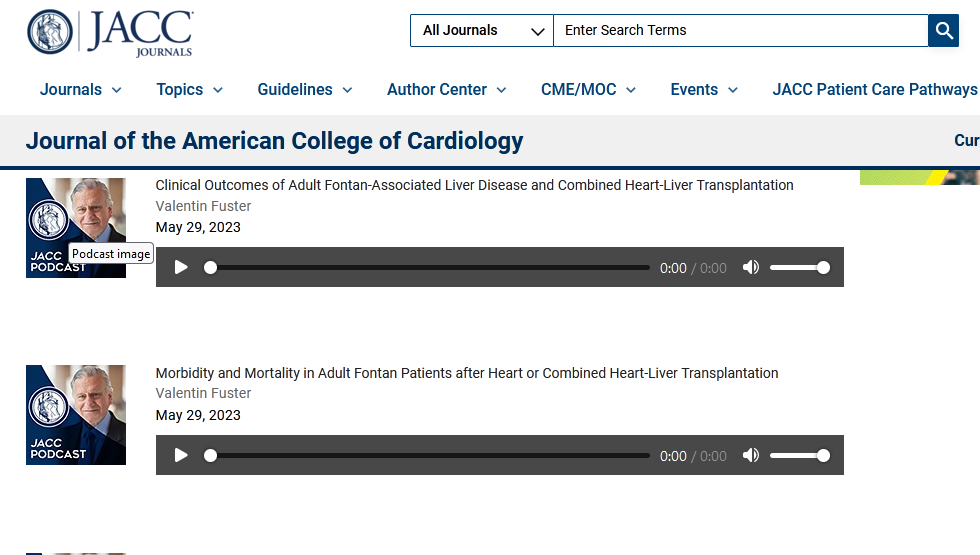 JACC
JOURNALS
All Journals
Enter Search Terms
Journals
Topics
Guidelines
Author Center
CME/MOC
Events
JACC Patient Care Pathways
Journal of the American College of Cardiology
Cur
Clinical Outcomes of Adult Fontan-Associated Liver Disease and Combined Heart-Liver Transplantation
Valentin Fuster
May 29, 2023
JACC
PODCAST
Podcast image
0:00 / 0:00
Morbidity and Mortality in Adult Fontan Patients after Heart or Combined Heart-Liver Transplantation
Valentin Fuster
May 29, 2023
JACC
PODCAST
0:00 / 0:00